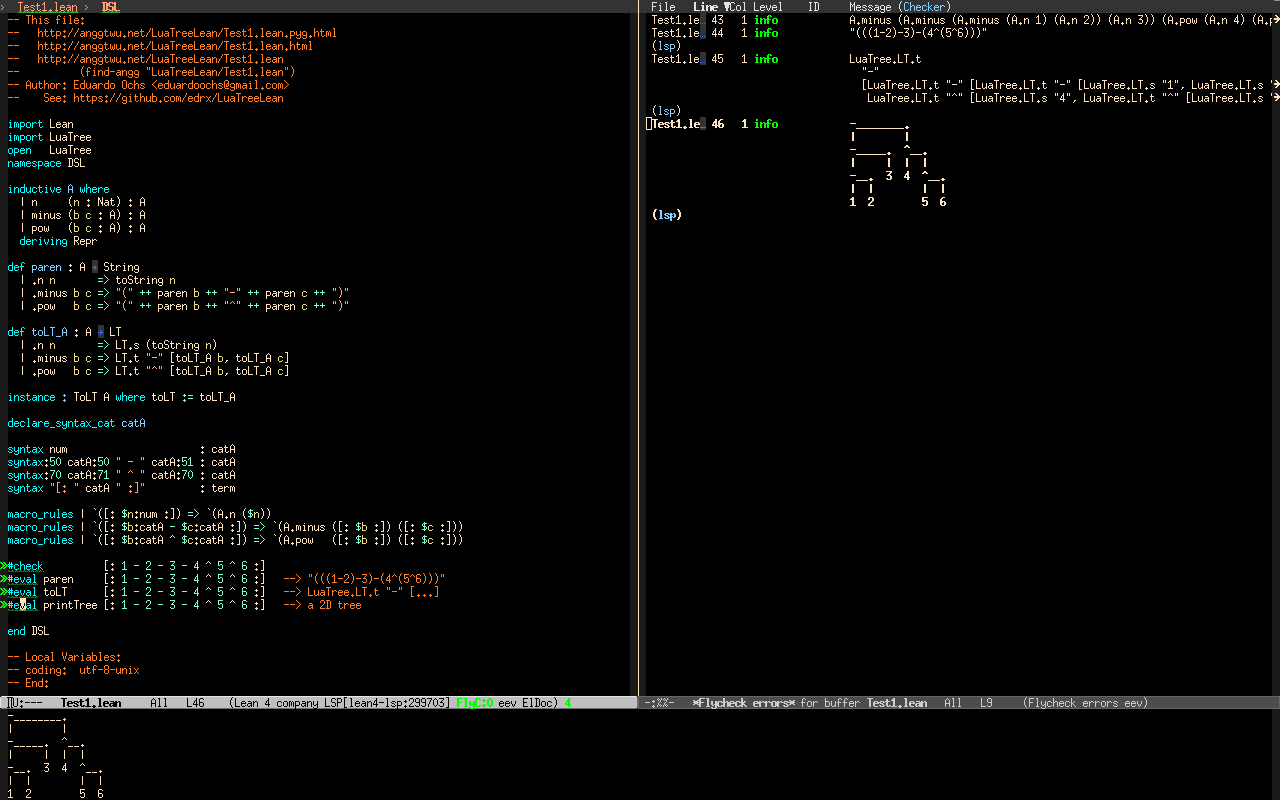 › Test1.lean › DSL
-- This file:
--   http://anggtwu.net/LuaTreeLean/Test1.lean.pyg.html
--   http://anggtwu.net/LuaTreeLean/Test1.lean.html
--   http://anggtwu.net/LuaTreeLean/Test1.lean
--          (find-angg "LuaTreeLean/Test1.lean")
-- Author: Eduardo Ochs <eduardoochs@gmail.com>
--    See: https://github.com/edrx/LuaTreeLean

import Lean
import LuaTree
open   LuaTree
namespace DSL

inductive A where
  | n     (n : Nat) : A
  | minus (b c : A) : A
  | pow   (b c : A) : A
  deriving Repr

def paren : A → String
  | .n n       => toString n
  | .minus b c => "(" ++ paren b ++ "-" ++ paren c ++ ")"
  | .pow   b c => "(" ++ paren b ++ "^" ++ paren c ++ ")"

def toLT_A : A → LT
  | .n n       => LT.s (toString n)
  | .minus b c => LT.t "-" [toLT_A b, toLT_A c]
  | .pow   b c => LT.t "^" [toLT_A b, toLT_A c]

instance : ToLT A where toLT := toLT_A

declare_syntax_cat catA

syntax num                      : catA
syntax:50 catA:50 " - " catA:51 : catA
syntax:70 catA:71 " ^ " catA:70 : catA
syntax "[: " catA " :]"         : term

macro_rules | `([: $n:num :]) => `(A.n ($n))
macro_rules | `([: $b:catA - $c:catA :]) => `(A.minus ([: $b :]) ([: $c :]))
macro_rules | `([: $b:catA ^ $c:catA :]) => `(A.pow   ([: $b :]) ([: $c :]))

#check          [: 1 - 2 - 3 - 4 ^ 5 ^ 6 :]
#eval paren     [: 1 - 2 - 3 - 4 ^ 5 ^ 6 :]   --> "(((1-2)-3)-(4^(5^6)))"
#eval toLT      [: 1 - 2 - 3 - 4 ^ 5 ^ 6 :]   --> LuaTree.LT.t "-" [...]
#eval printTree [: 1 - 2 - 3 - 4 ^ 5 ^ 6 :]   --> a 2D tree

end DSL

-- Local Variables:
-- coding:  utf-8-unix
-- End:
U:---   Test1.lean     All   L46    (Lean 4 company LSP[lean4-lsp:299703] FlyC:0 eev ElDoc) 4
-________.
|        |
-_____.  ^__.
|     |  |  |
-__.  3  4  ^__.
|  |        |  |
1  2        5  6
File   Line ▼Col Level    ID     Message (Checker)
Test1.le… 43   1 info            A.minus (A.minus (A.minus (A.n 1) (A.n 2)) (A.n 3)) (A.pow (A.n 4) (A.p
Test1.le… 44   1 info            "(((1-2)-3)-(4^(5^6)))"
(lsp)
Test1.le… 45   1 info            LuaTree.LT.t
  "-"
  [LuaTree.LT.t "-" [LuaTree.LT.t "-" [LuaTree.LT.s "1", LuaTree.LT.s "
   LuaTree.LT.t "^" [LuaTree.LT.s "4", LuaTree.LT.t "^" [LuaTree.LT.s "
(lsp)
Test1.le… 46   1 info            -________.
|        |
-_____.  ^__.
|     |  |  |
-__.  3  4  ^__.
|  |        |  |
1  2        5  6
(lsp)
-:%%-   *Flycheck errors* for buffer Test1.lean   All   L9     (Flycheck errors eev)